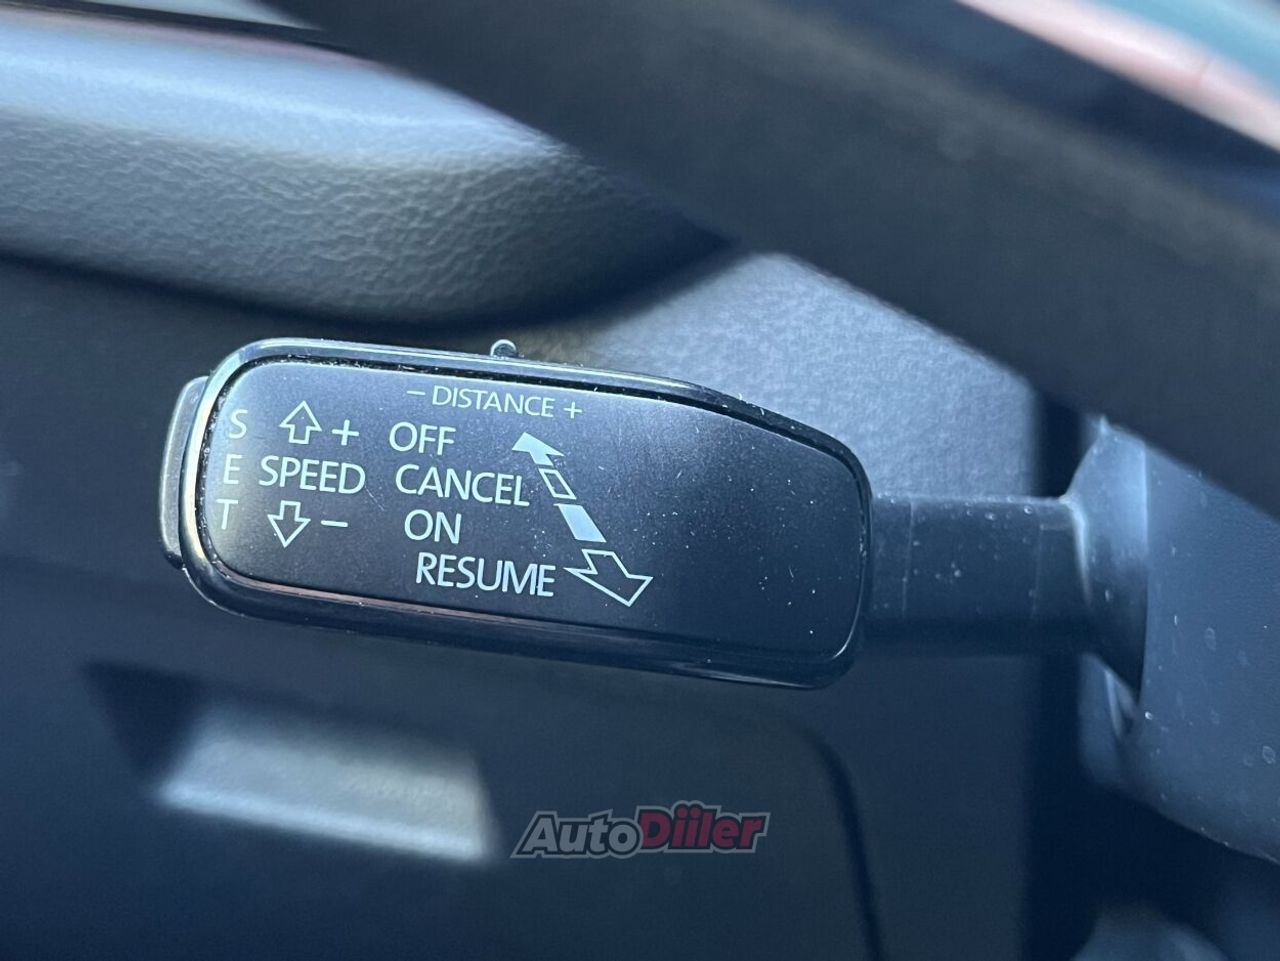 − DISTANCE +
S + OFF
E SPEED CANCEL
T − ON
RESUME
AutoDiiler